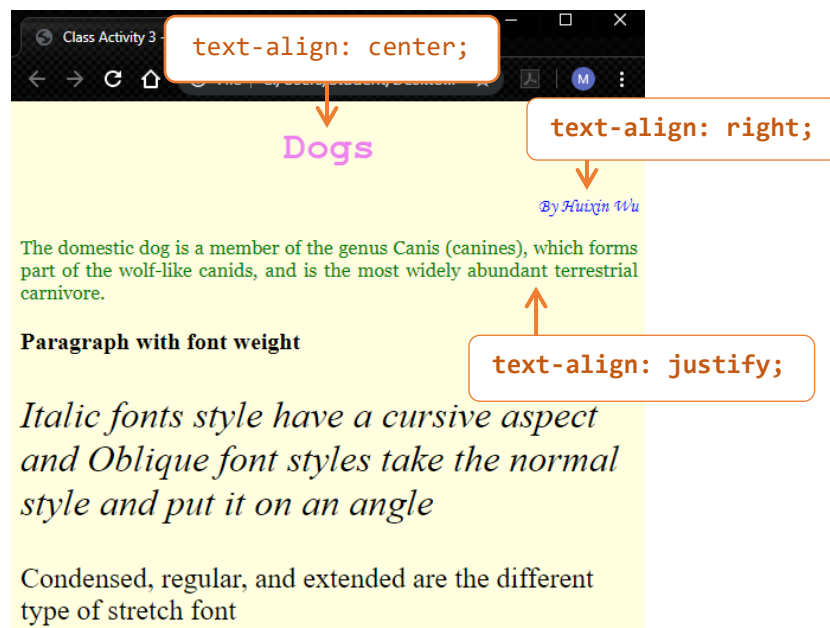 Class Activity 3 -
text-align: center;
M
text-align: right;
Dogs
By Huixin Wu
The domestic dog is a member of the genus Canis (canines), which forms
part of the wolf-like canids, and is the most widely abundant terrestrial
carnivore.
Paragraph with font weight
text-align: justify;
Italic fonts style have a cursive aspect
and Oblique font styles take the normal
style and put it on an angle
Condensed, regular, and extended are the different
type of stretch font